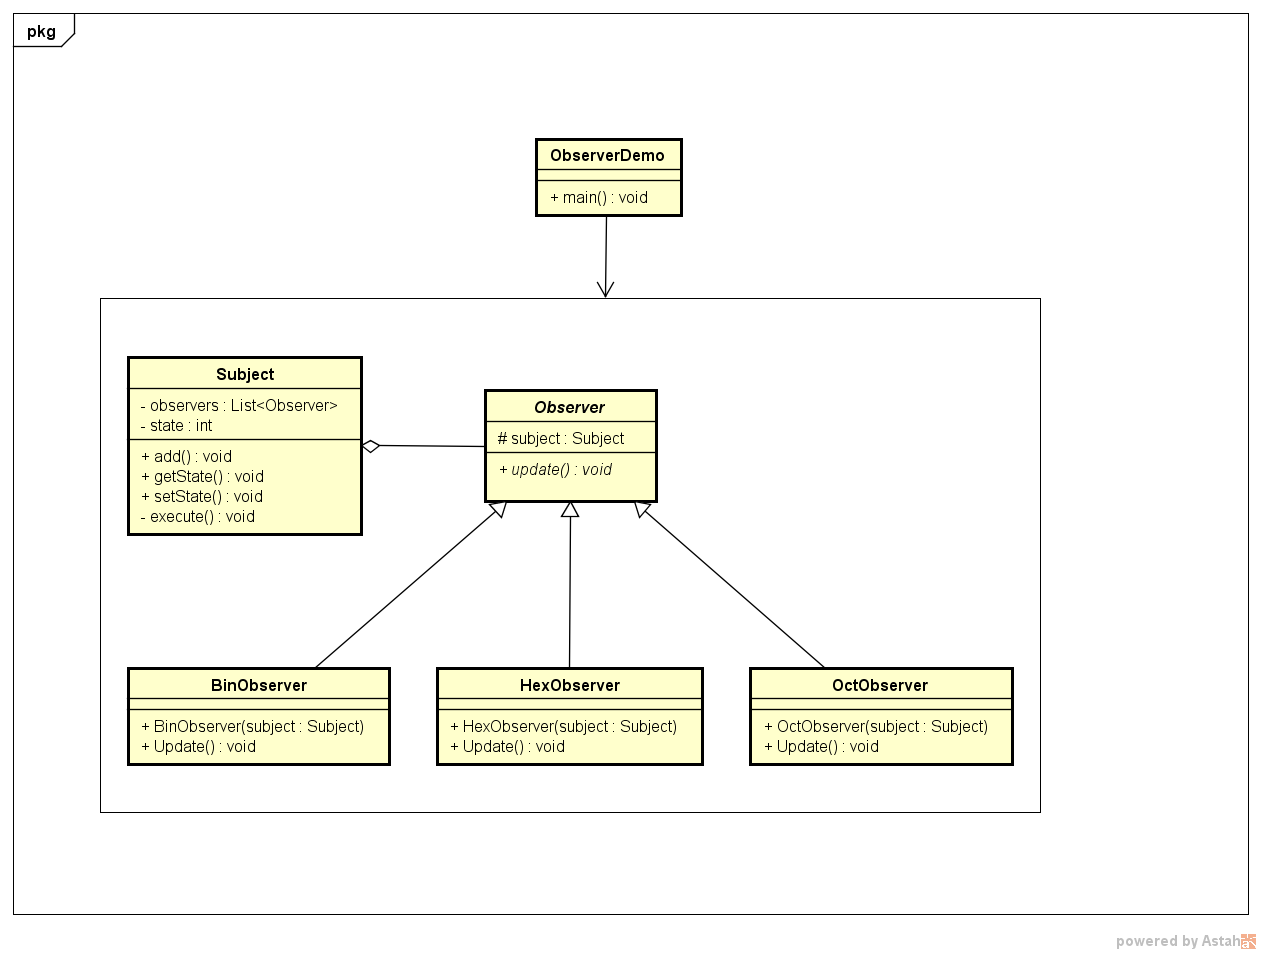 pkg
ObserverDemo
+ main() : void
Subject
- observers : List<Observer>
- state : int
+ add() : void
+ getState() : void
+ setState() : void
- execute() : void
Observer
# subject : Subject
+ update() : void
BinObserver
+ BinObserver(subject : Subject)
+ Update() : void
HexObserver
+ HexObserver(subject : Subject)
+ Update() : void
OctObserver
+ OctObserver(subject : Subject)
+ Update() : void
powered by Astah